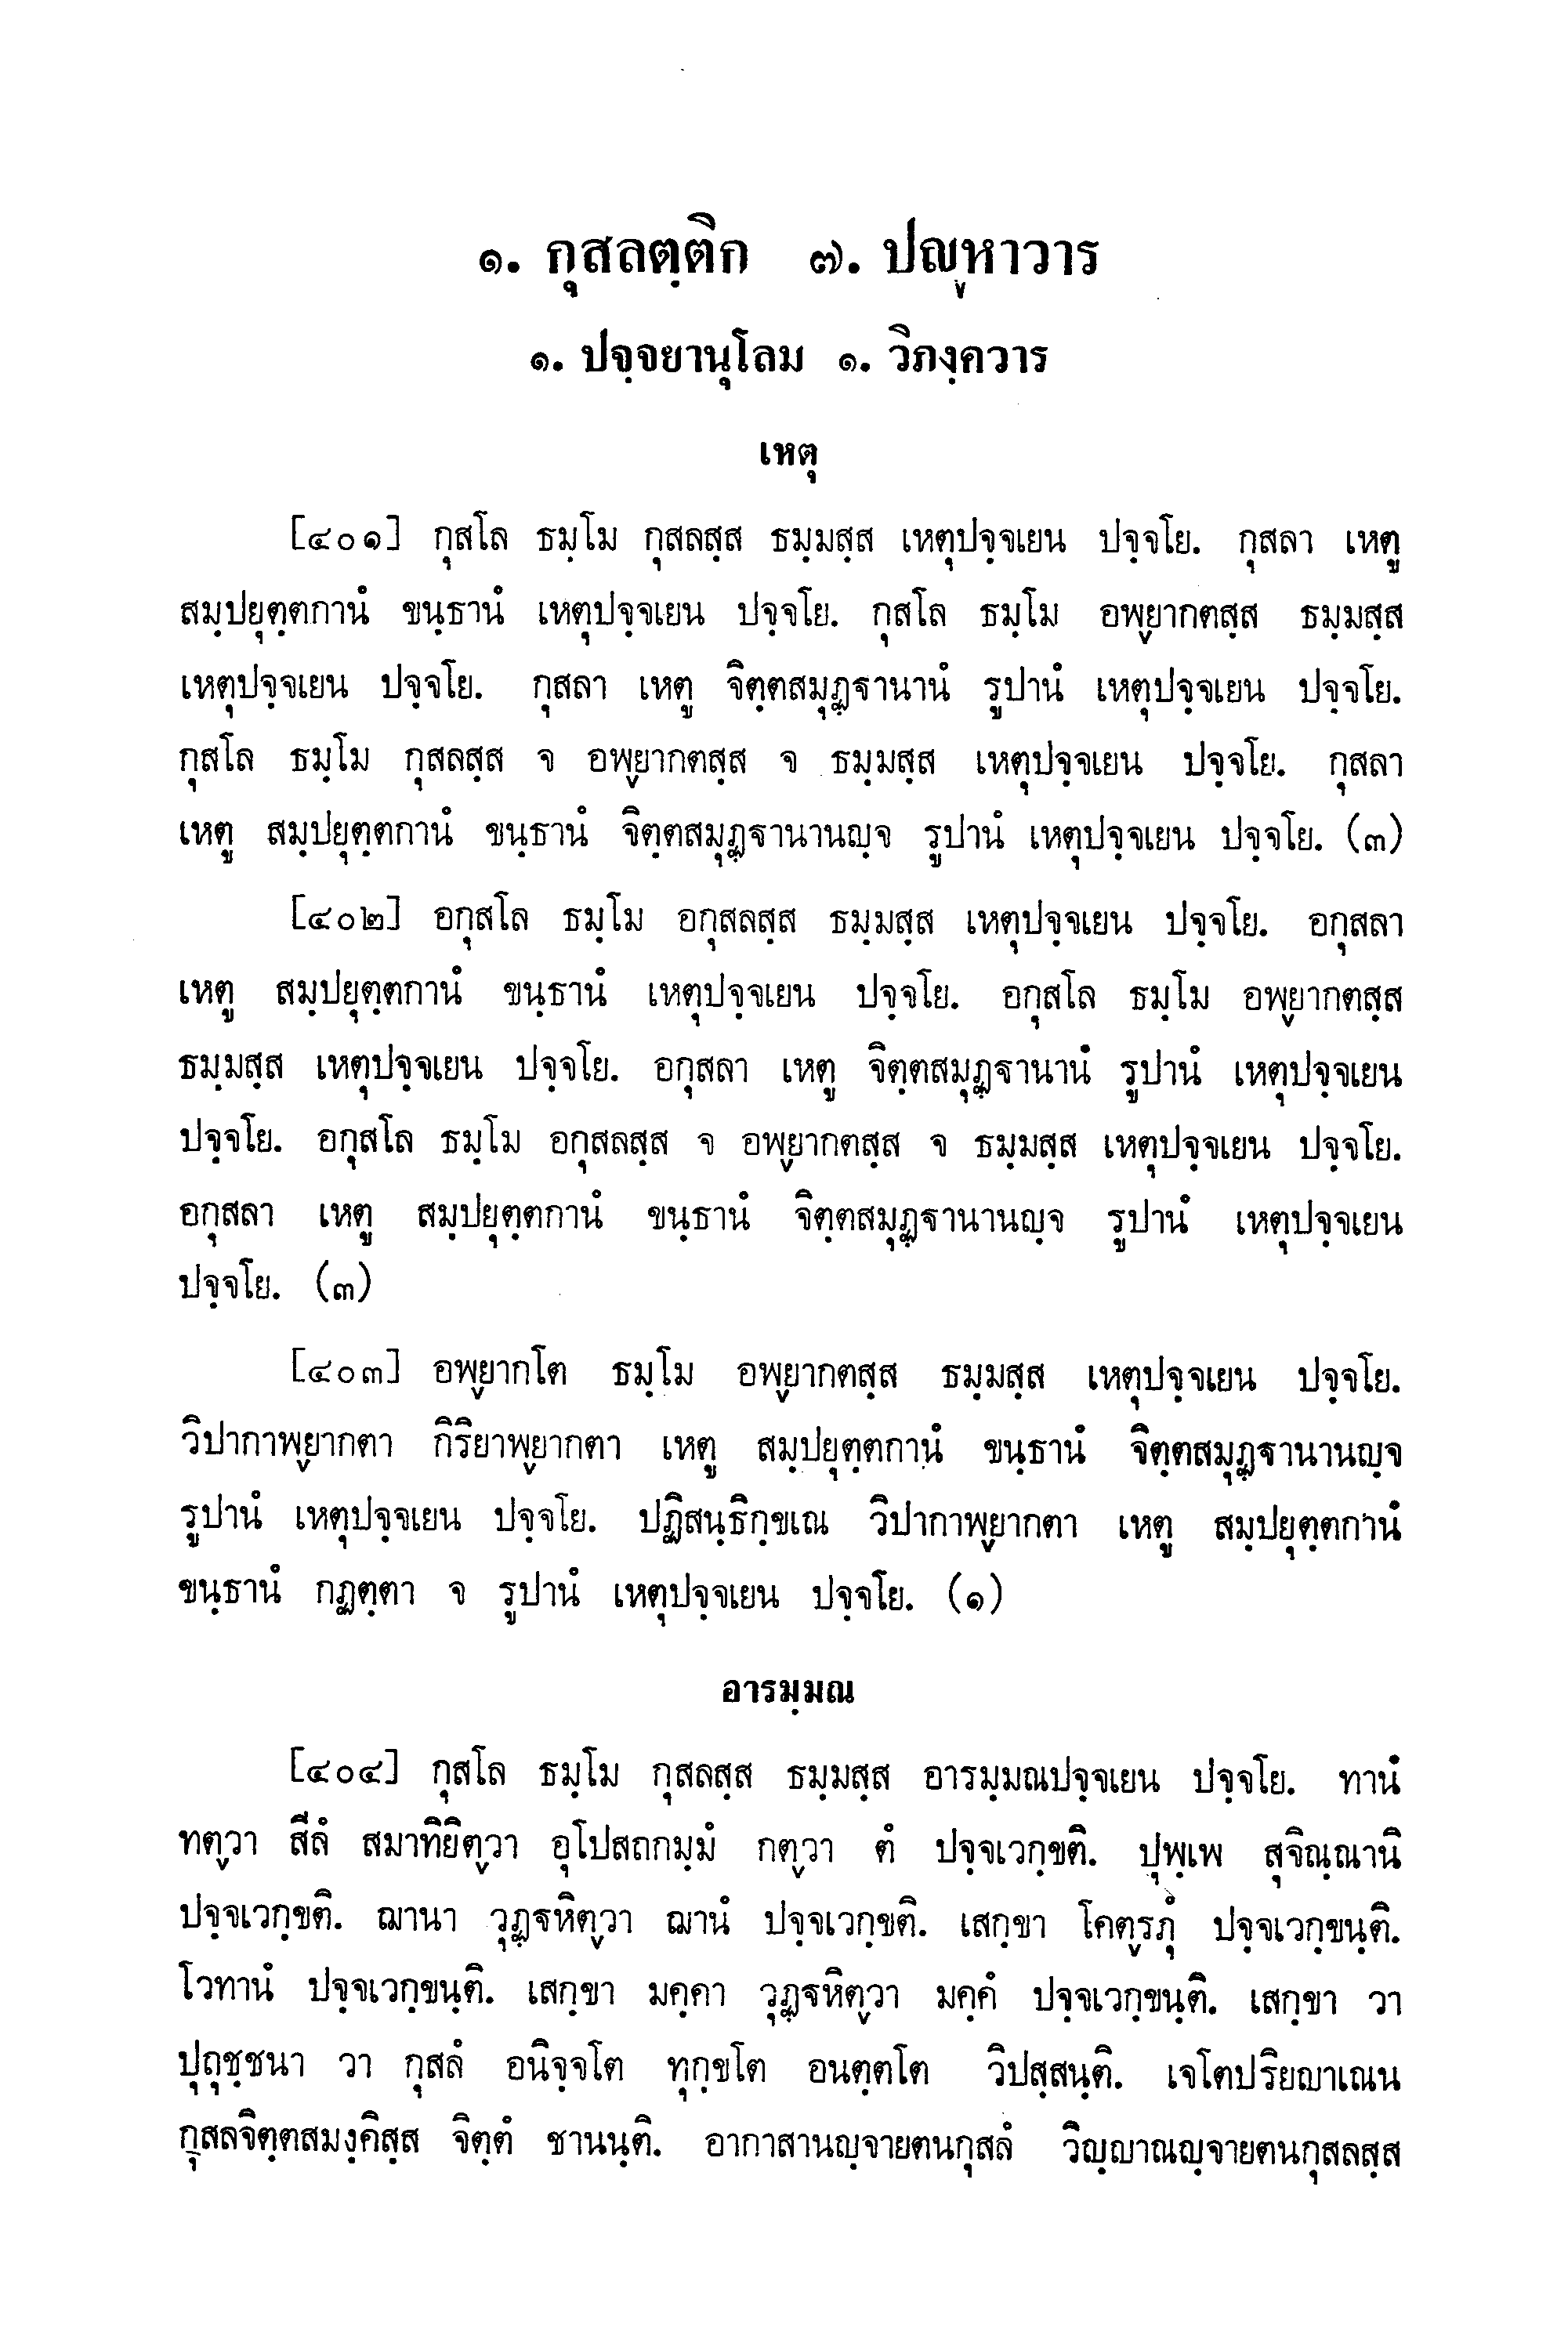 ๑. กุสลตฺติก ๗. ปญฺหาวาร
๑. ปจฺจยานุโลม ๑. วิภงฺควาร
เหตุ
[๔๐๑] กุสโล ธมฺโม กุสลสฺส ธมฺมสฺส เหตุปจฺจเยน ปจฺจโย. กุสลา เหตู
สมฺปยุตฺตกานํ ขนฺธานํ เหตุปจฺจเยน ปจฺจโย. กุสโล ธมฺโม อพฺยากตสฺส ธมฺมสฺส
เหตุปจฺจเยน ปจฺจโย. กุสลา เหตู จิตฺตสมุฏฺฐานานํ รูปานํ เหตุปจฺจเยน ปจฺจโย.
กุสโล ธมฺโม กุสลสฺส จ อพฺยากตสฺส จ ธมฺมสฺส เหตุปจฺจเยน ปจฺจโย. กุสลา
เหตู สมฺปยุตฺตกานํ ขนฺธานํ จิตฺตสมุฏฺฐานานญฺจ รูปานํ เหตุปจฺจเยน ปจฺจโย. (๓)
[๔๐๒] อกุสโล ธมฺโม อกุสลสฺส ธมฺมสฺส เหตุปจฺจเยน ปจฺจโย. อกุสลา
เหตู สมฺปยุตฺตกานํ ขนฺธานํ เหตุปจฺจเยน ปจฺจโย. อกุสโล ธมฺโม อพฺยากตสฺส
ธมฺมสฺส เหตุปจฺจเยน ปจฺจโย. อกุสลา เหตู จิตฺตสมุฏฺฐานานํ รูปานํ เหตุปจฺจเยน
ปจฺจโย. อกุสโล ธมฺโม อกุสลสฺส จ อพฺยากตสฺส จ ธมฺมสฺส เหตุปจฺจเยน ปจฺจโย.
อกุสลา เหตู สมฺปยุตฺตกานํ ขนฺธานํ จิตฺตสมุฏฺฐานานญฺจ รูปานํ เหตุปจฺจเยน
ปจฺจโย. (๓)
[๔๐๓] อพฺยากโต ธมฺโม อพฺยากตสฺส ธมฺมสฺส เหตุปจฺจเยน ปจฺจโย.
วิปากาพฺยากตา กิริยาพฺยากตา เหตู สมฺปยุตฺตกานํ ขนฺธานํ จิตฺตสมุฏฺฐานานญฺจ
รูปานํ เหตุปจฺจเยน ปจฺจโย. ปฏิสนฺธิกฺขเณ วิปากาพฺยากตา เหตู สมฺปยุตฺตกานํ
ขนฺธานํ กฏตฺตา จ รูปานํ เหตุปจฺจเยน ปจฺจโย. (๑)
อารมฺมณ
[๔๐๔] กุสโล ธมฺโม กุสลสฺส ธมฺมสฺส อารมฺมณปจฺจเยน ปจฺจโย. ทานํ
ทตฺวา สีลํ สมาทิยิตฺวา อุโปสถกมฺมํ กตฺวา ตํ ปจฺจเวกฺขติ. ปุพฺเพ สุจิณฺณานิ
ปจฺจเวกฺขติ. ฌานา วุฏฺฐหิตฺวา ฌานํ ปจฺจเวกฺขติ. เสกฺขา โคตฺรภุํ ปจฺจเวกฺขนฺติ.
โวทานํ ปจฺจเวกฺขนฺติ. เสกฺขา มคฺคา วุฏฺฐหิตฺวา มคฺคํ ปจฺจเวกฺขนฺติ. เสกฺขา วา
ปุถุชฺชนา วา กุสลํ อนิจฺจโต ทุกฺขโต อนตฺตโต วิปสฺสนฺติ. เจโตปริยญาเณน
กุสลจิตฺตสมงฺคิสฺส จิตฺตํ ชานนฺติ. อากาสานญฺจายตนกุสลํ วิญฺญาณญฺจายตนกุสลสฺส